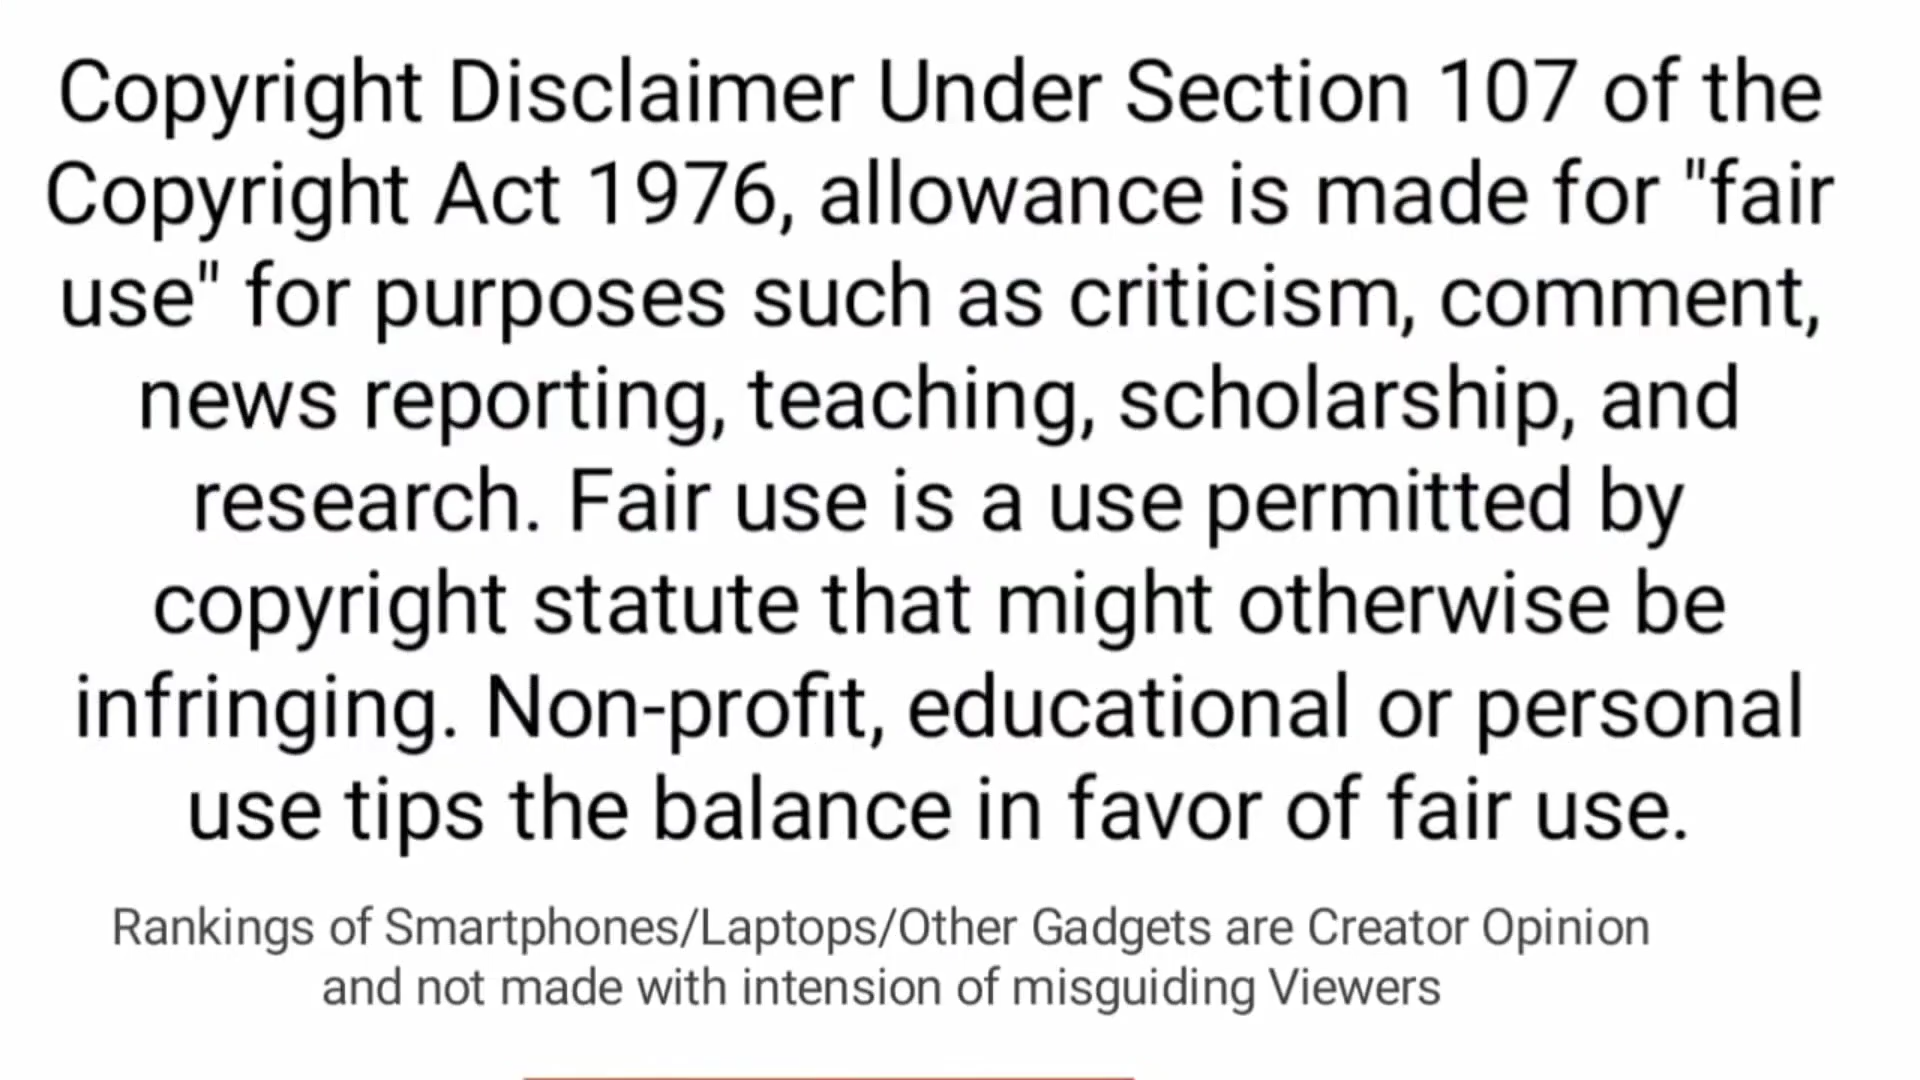 Copyright Disclaimer Under Section 107 of the
Copyright Act 1976, allowance is made for "fair
use" for purposes such as criticism, comment,
news reporting, teaching, scholarship, and
research. Fair use is a use permitted by
copyright statute that might otherwise be
infringing. Non-profit, educational or personal
use tips the balance in favor of fair use.
Rankings of Smartphones/Laptops/Other Gadgets are Creator Opinion
and not made with intension of misguiding Viewers